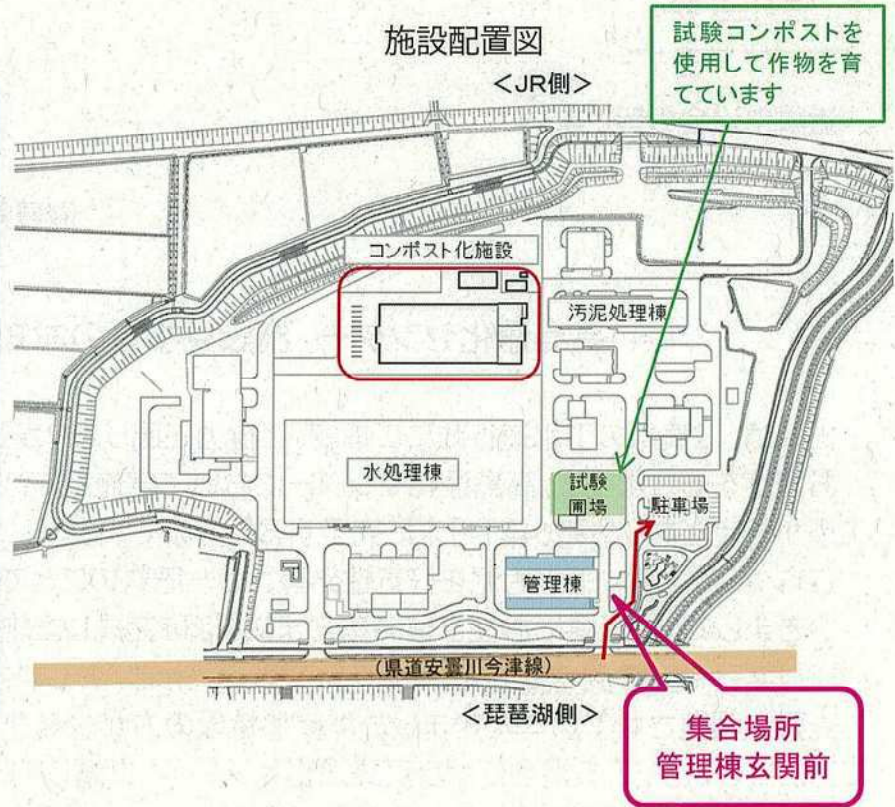 施設配置図
＜JR側＞
試験コンポストを
使用して作物を育
てています
コンポスト化施設
汚泥処理棟
水処理棟
試験
圃場
駐車場
管理棟
（県道安曇川今津線）
＜琵琶湖側＞
集合場所
管理棟玄関前